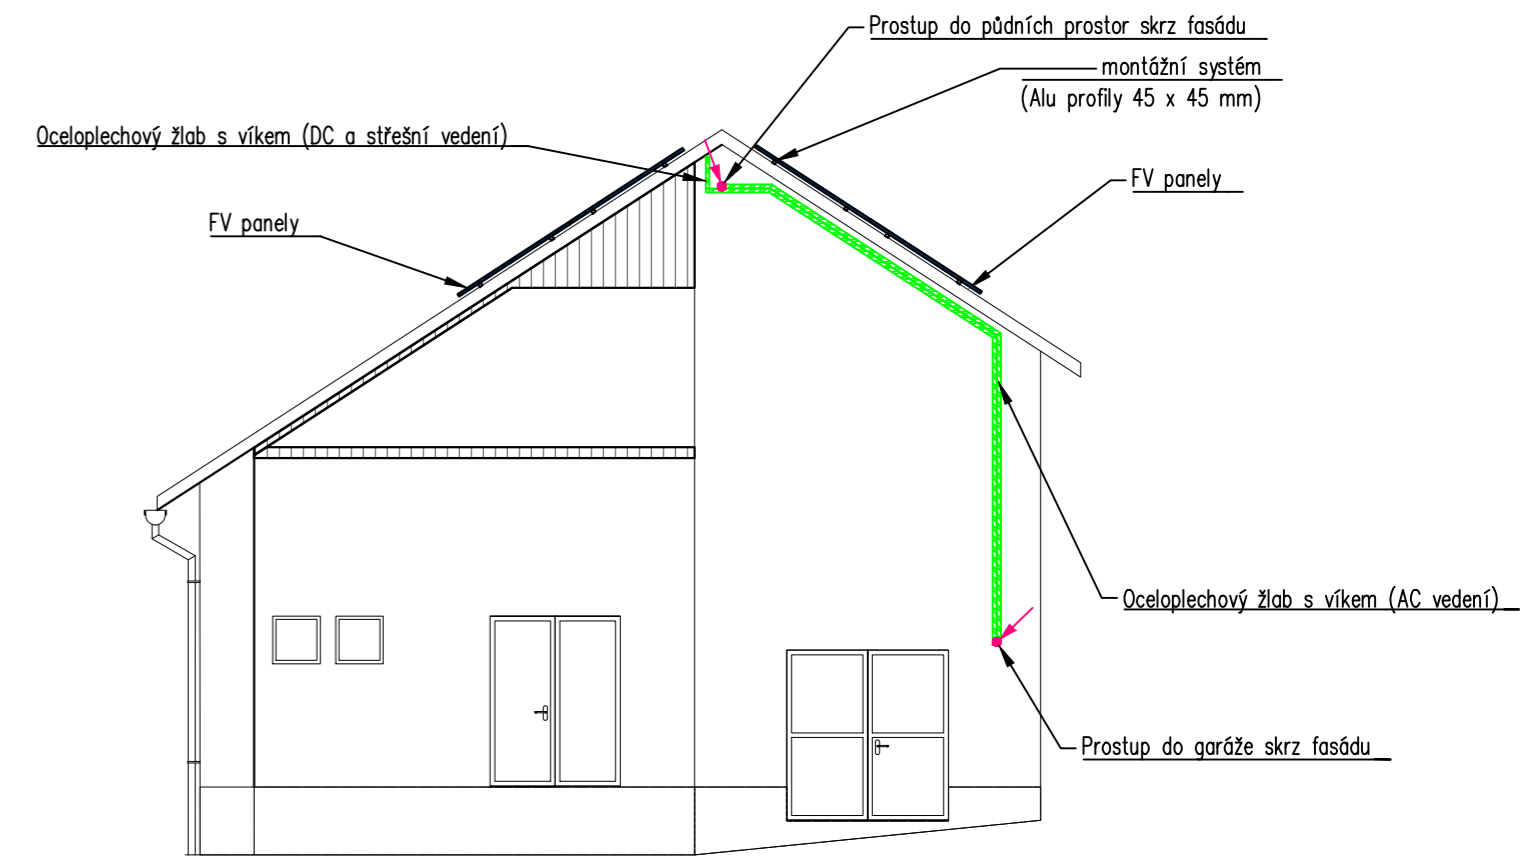 Prostup do půdních prostor skrz fasádu
montážní systém
(Alu profily 45 x 45 mm)
Oceloplechový žlab s víkem (DC a střešní vedení)
FV panely
FV panely
Oceloplechový žlab s víkem (AC vedení)
Prostup do garáže skrz fasádu